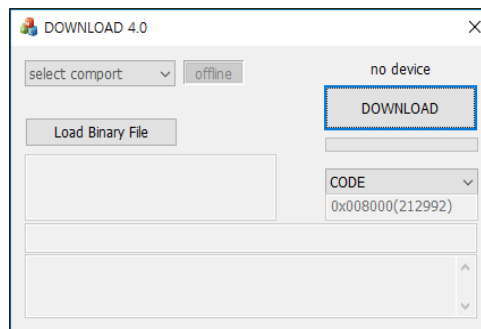 DOWNLOAD 4.0
select comport
offline
no device
DOWNLOAD
Load Binary File
CODE
0x008000(212992)